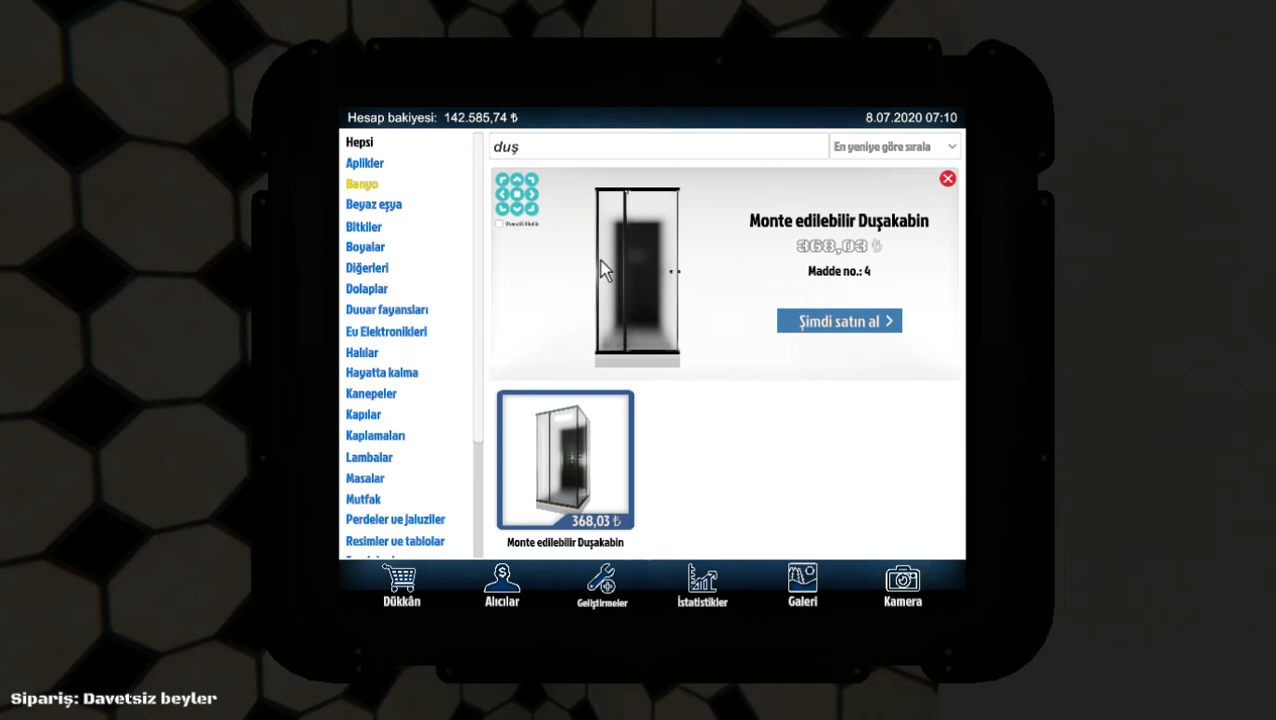 Hesap bakiyesi: 142.585,74 ₺
8.07.2020 07:10
Hepsi
Aplikler
Banyo
Beyaz eşya
Bitkiler
Boyalar
Diğerleri
Dolaplar
Duvar fayansları
Ev Elektronikleri
Halılar
Hayatta kalma
Kanepeler
Kapılar
Kaplamaları
Lambalar
Masalar
Mutfak
Perdeler ve jaluziler
Resimler ve tablolar
duş
En yeniye göre sırala
Monte edilebilir Duşakabin
368,03 ₺
Madde no.: 4
Şimdi satın al
368,03 ₺
Monte edilebilir Duşakabin
Dükkân
Alıcılar
Geliştirmeler
İstatistikler
Galeri
Kamera
Sipariş: Davetsiz beyler